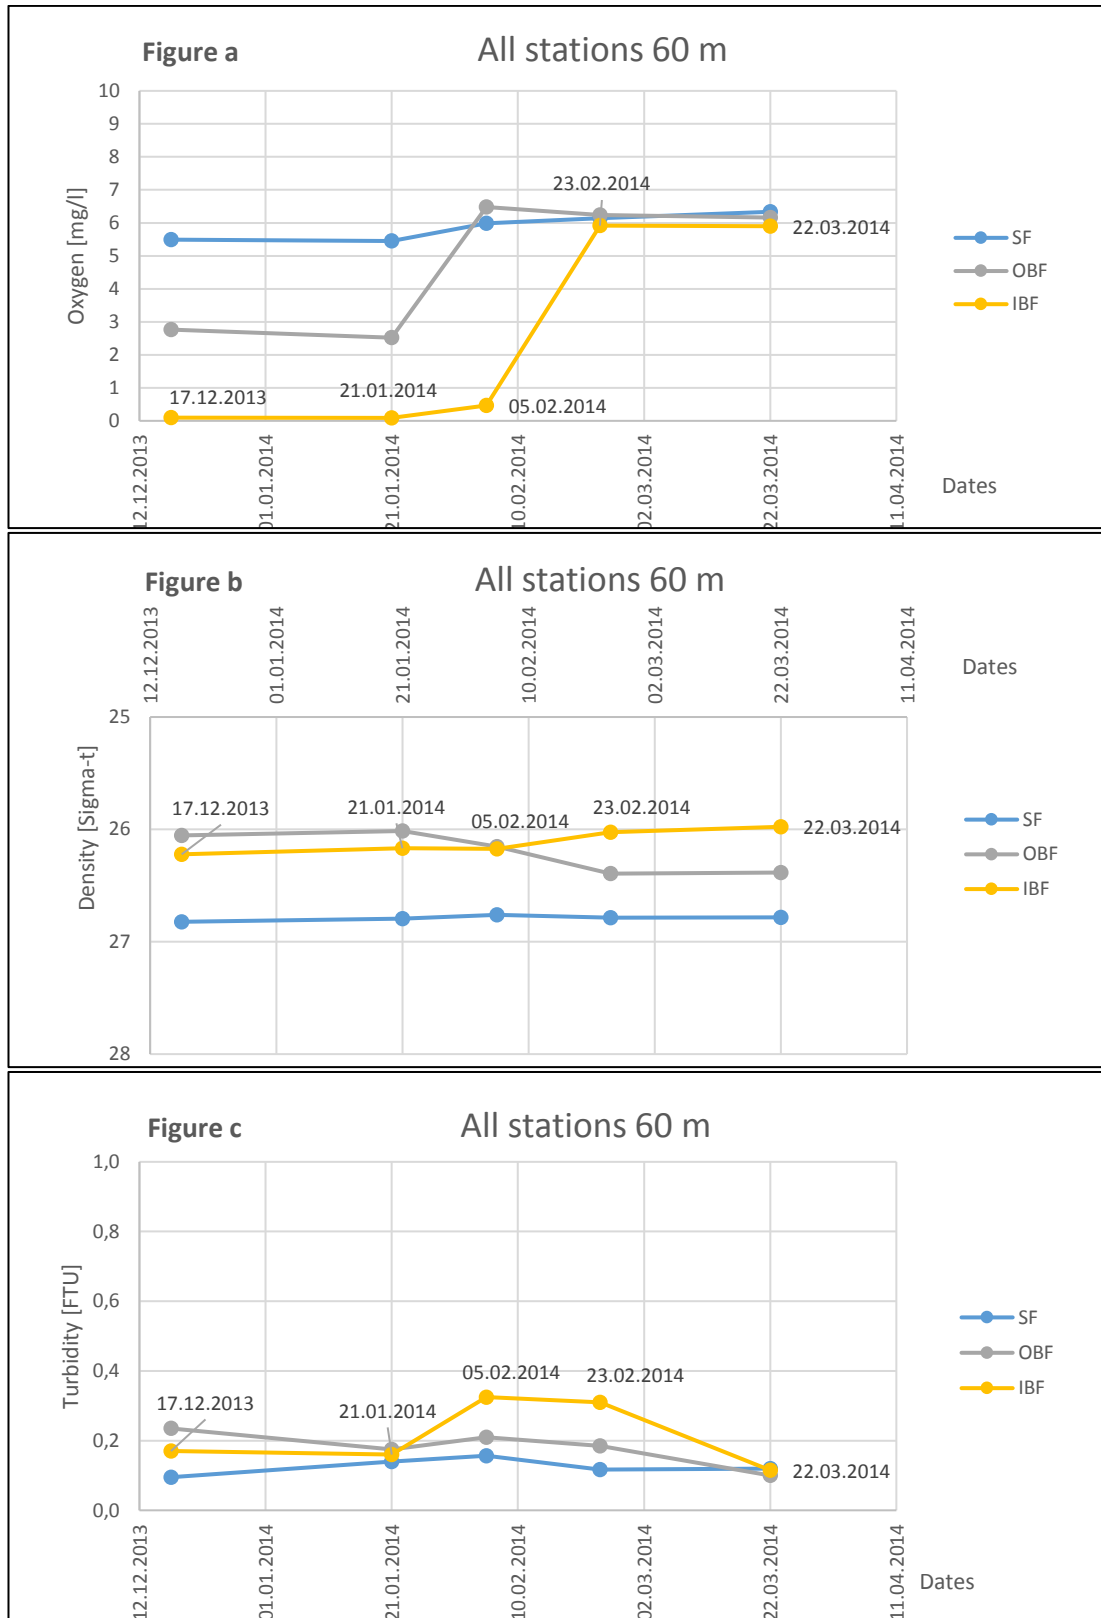 Figure a
All stations 60 m
10
9
8
7
6
5
4
3
2
1
0
Oxygen [mg/l]
23.02.2014
22.03.2014
17.12.2013
21.01.2014
05.02.2014
SF
OBF
IBF
12.12.2013
01.01.2014
21.01.2014
10.02.2014
02.03.2014
22.03.2014
11.04.2014
Dates
Figure b
All stations 60 m
12.12.2013
01.01.2014
21.01.2014
10.02.2014
02.03.2014
22.03.2014
11.04.2014
Dates
25
26
27
28
Density [Sigma-t]
17.12.2013
21.01.2014
05.02.2014
23.02.2014
22.03.2014
SF
OBF
IBF
Figure c
All stations 60 m
1,0
0,8
0,6
0,4
0,2
0,0
Turbidity [FTU]
17.12.2013
21.01.2014
05.02.2014
23.02.2014
22.03.2014
SF
OBF
IBF
12.12.2013
01.01.2014
21.01.2014
10.02.2014
02.03.2014
22.03.2014
11.04.2014
Dates